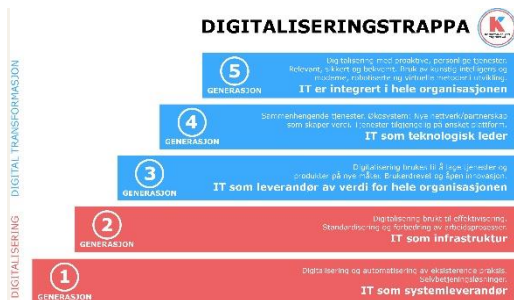 DIGITALISERINGSTRAPPA
K
DIGITAL TRANSFORMASJON
DIGITALISERING
5
GENERASJON
Digitalisering med proaktive, personlige tjenester.
Relevant, sikkert og bekvemt. Bruk av kunstig intelligens og
moderne, robotiserte og virtuelle metoder i utvikling.
IT er integrert i hele organisasjonen
4
GENERASJON
Sammenhengende tjenester. Økosystem: Nye nettverk/partnerskap
som skaper verdi. Tjenester tilgjengelig på ønsket plattform.
IT som teknologisk leder
3
GENERASJON
Digitalisering brukes til å lage tjenester og
produkter på nye måter. Brukerdrevet og åpen innovasjon.
IT som leverandør av verdi for hele organisasjonen
2
GENERASJON
Digitalisering brukt til effektivisering.
Standardisering og forbedring av arbeidsprosesser.
IT som infrastruktur
1
GENERASJON
Digitalisering og automatisering av eksisterende praksis.
Selvbetjeningsløsninger.
IT som systemleverandør